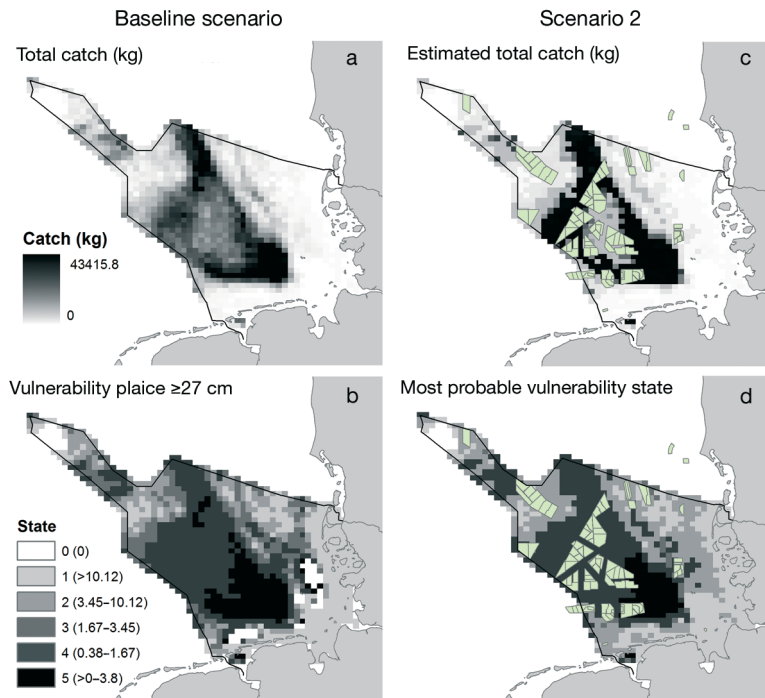 Baseline scenario
Scenario 2
Total catch (kg)
a
Estimated total catch (kg)
c
Catch (kg)
43415.8
0
Vulnerability plaice ≥27 cm
b
Most probable vulnerability state
d
State
0 (0)
1 (>10.12)
2 (3.45–10.12)
3 (1.67–3.45)
4 (0.38–1.67)
5 (>0–3.8)